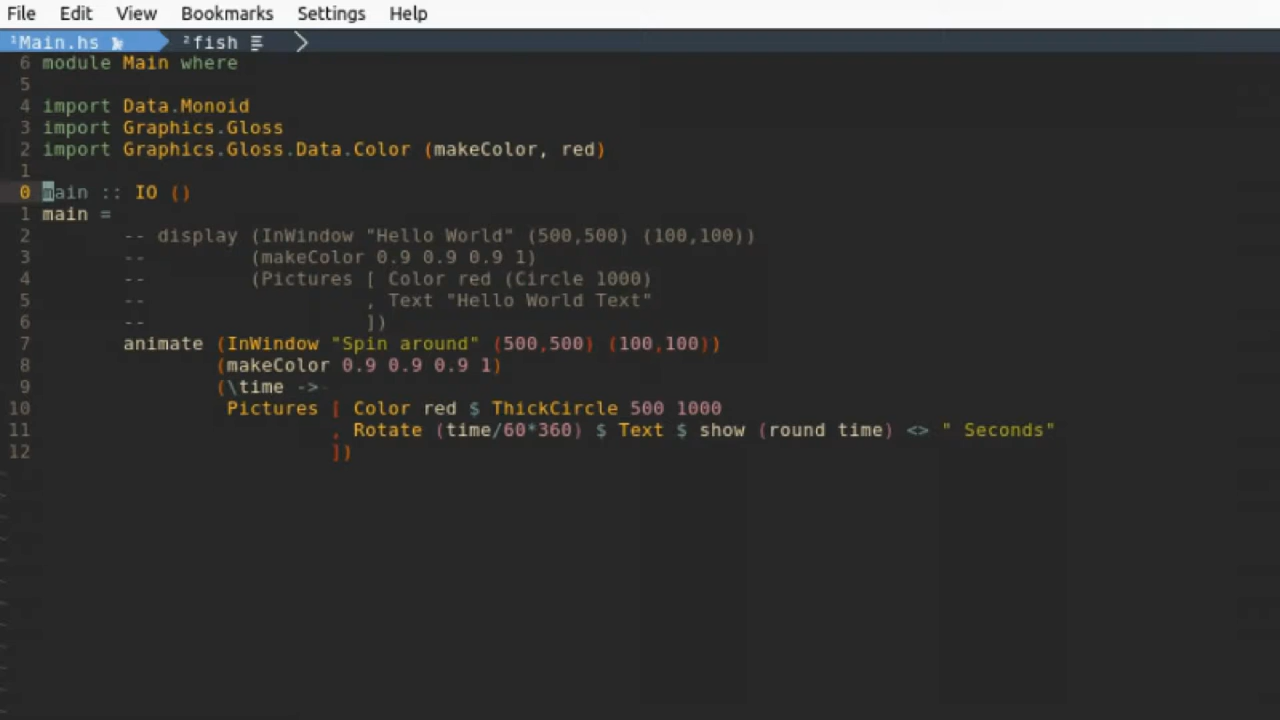 File Edit View Bookmarks Settings Help
¹Main.hs ²fish
6 module Main where
5
4 import Data.Monoid
3 import Graphics.Gloss
2 import Graphics.Gloss.Data.Color (makeColor, red)
1
0 main :: IO ()
1 main =
2 -- display (InWindow "Hello World" (500,500) (100,100))
3 --         (makeColor 0.9 0.9 0.9 1)
4 --         (Pictures [ Color red (Circle 1000)
5 --                   , Text "Hello World Text"
6 --                   ])
7 animate (InWindow "Spin around" (500,500) (100,100))
8         (makeColor 0.9 0.9 0.9 1)
9         (\time ->
10         Pictures [ Color red $ ThickCircle 500 1000
11                  , Rotate (time/60*360) $ Text $ show (round time) <> " Seconds"
12                  ])